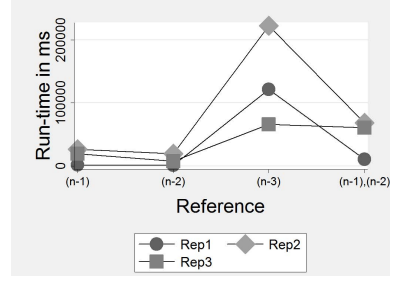 Run-time in ms
200000
100000
0
(n-1) (n-2) (n-3) (n-1),(n-2)
Reference
Rep1 Rep2
Rep3